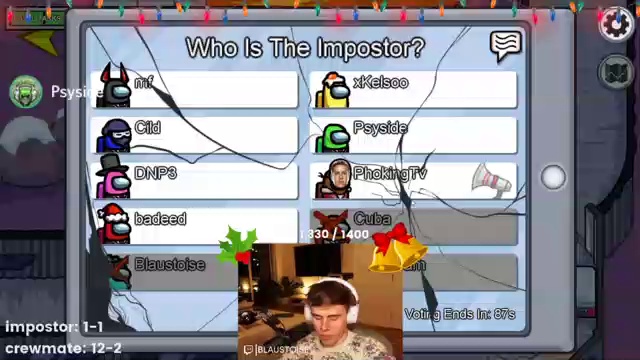 Who Is The Impostor?
mf
xKelsoo
Psyside
Cild
Psyside
DNP3
PhokingTv
badeed
Cuba
330 / 1400
Blaustoise
Voting Ends In: 87s
impostor: 1-1
crewmate: 12-2
BLAUSTOISE